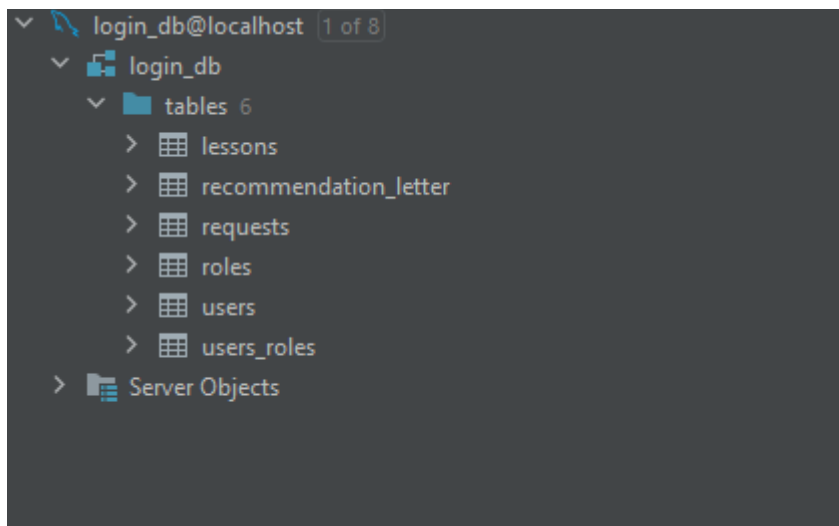 login_db@localhost 1 of 8
login_db
tables 6
lessons
recommendation_letter
requests
roles
users
users_roles
Server Objects